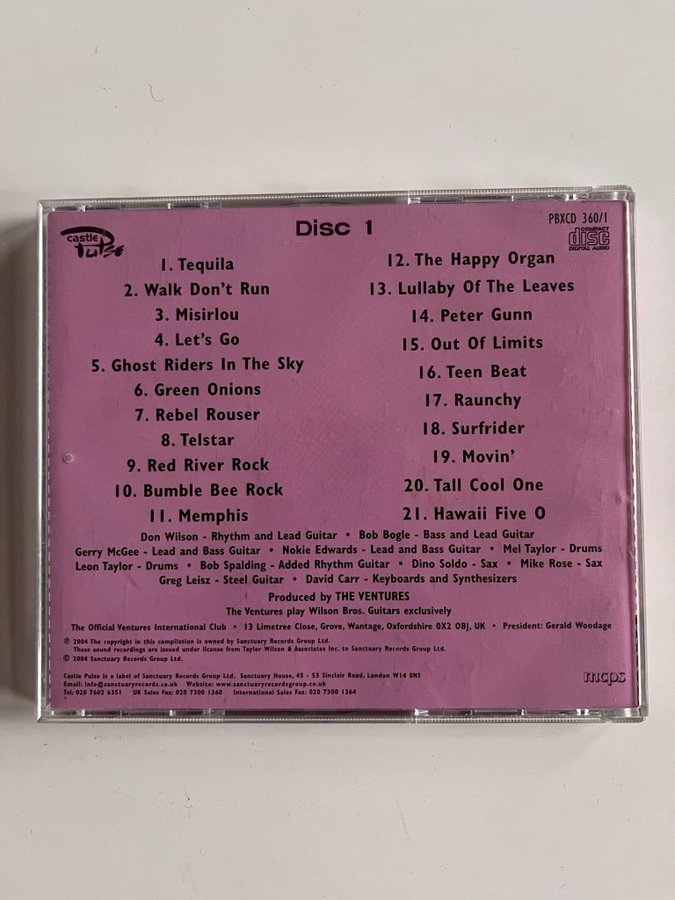 castle
Pulse
Disc 1
PBXCD 360/1
COMPACT
disc
DIGITAL AUDIO
1. Tequila
2. Walk Don't Run
3. Misirlou
4. Let's Go
5. Ghost Riders In The Sky
6. Green Onions
7. Rebel Rouser
8. Telstar
9. Red River Rock
10. Bumble Bee Rock
11. Memphis
12. The Happy Organ
13. Lullaby Of The Leaves
14. Peter Gunn
15. Out Of Limits
16. Teen Beat
17. Raunchy
18. Surfrider
19. Movin'
20. Tall Cool One
21. Hawaii Five O
Don Wilson - Rhythm and Lead Guitar • Bob Bogle - Bass and Lead Guitar
Gerry McGee - Lead and Bass Guitar • Nokie Edwards - Lead and Bass Guitar • Mel Taylor - Drums
Leon Taylor - Drums • Bob Spalding - Added Rhythm Guitar • Dino Soldo - Sax • Mike Rose - Sax
Greg Leisz - Steel Guitar • David Carr - Keyboards and Synthesizers
Produced by THE VENTURES
The Ventures play Wilson Bros. Guitars exclusively
The Official Ventures International Club • 13 Limetree Close, Grove, Wantage, Oxfordshire 0X2 OBJ, UK • President: Gerald Woodage
℗ 2004 The copyright in this compilation is owned by Sanctuary Records Group Ltd.
These sound recordings are issued under license from Taylor Wilson & Associates Inc. to Sanctuary Records Group Ltd.
© 2004 Sanctuary Records Group Ltd.
Castle Pulse is a label of Sanctuary Records Group Ltd. Sanctuary House, 45 - 53 Sinclair Road, London W14 0NS
Email: info@sanctuaryrecords.co.uk Website: www.sanctuaryrecordsgroup.co.uk
Tel: 020 7602 6351 UK Sales Fax: 020 7300 1360 International Sales Fax: 020 7300 1364
mcps